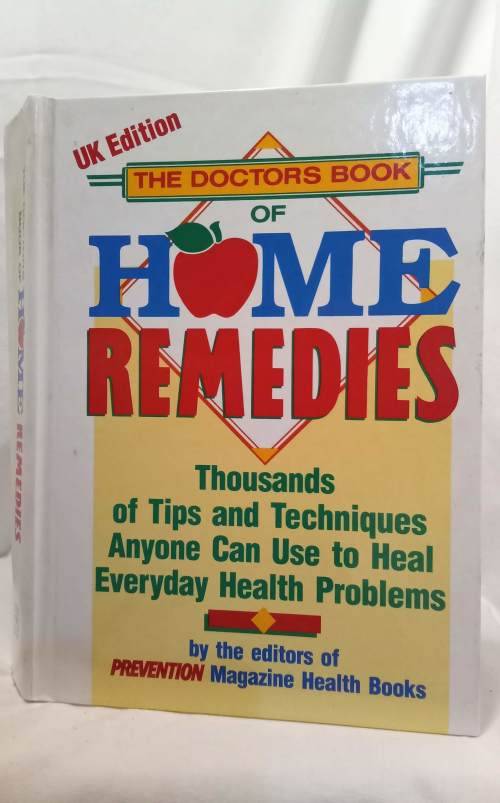 UK Edition
THE DOCTORS BOOK
OF
HOME
REMEDIES
Thousands
of Tips and Techniques
Anyone Can Use to Heal
Everyday Health Problems
by the editors of
PREVENTION Magazine Health Books
HOME REMEDIES